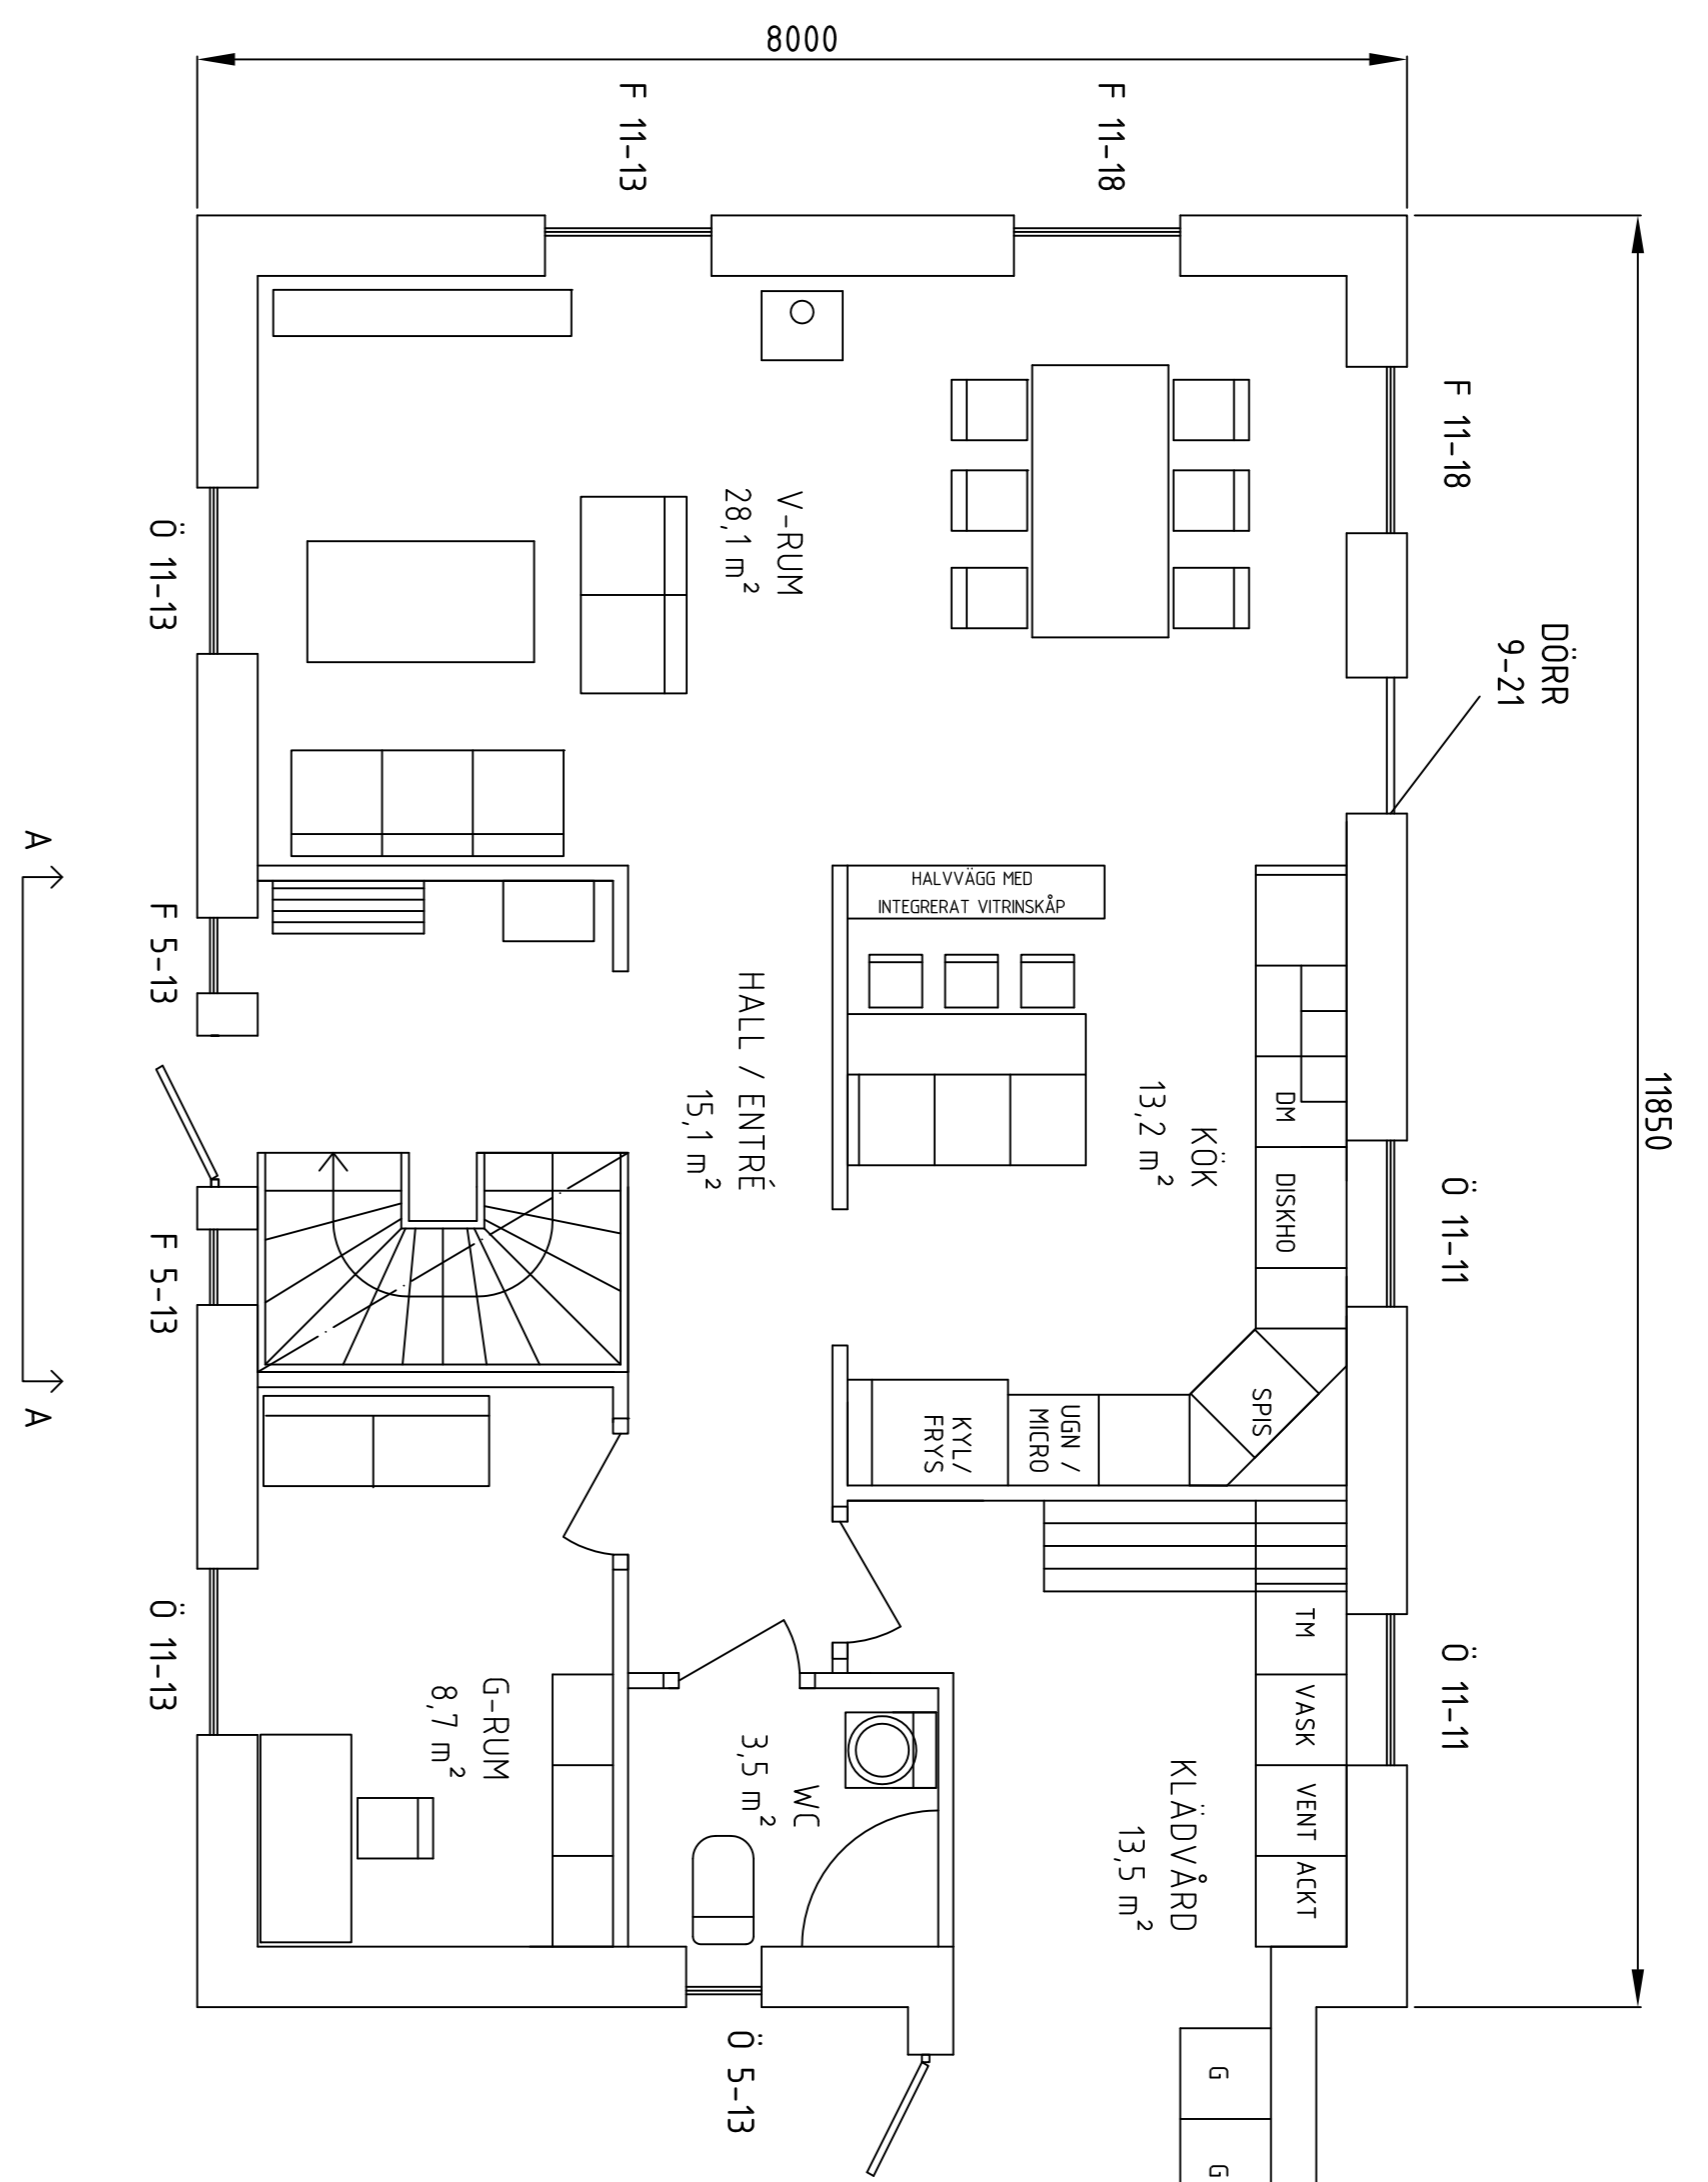 8000
F 11-13
F 11-18
11850
F 11-18
DÖRR
9-21
Ö 11-11
Ö 11-11
V-RUM
28,1 m²
HALVVÄGG MED
INTEGRERAT VITRINSKÅP
KÖK
13,2 m²
DM
DISKHO
SPIS
UGN /
MICRO
KYL/
FRYS
HALL / ENTRÉ
15,1 m²
TM
VASK
VENT
ACKT
KLÄDVÅRD
13,5 m²
WC
3,5 m²
G-RUM
8,7 m²
G
G
Ö 11-13
F 5-13
F 5-13
Ö 11-13
Ö 5-13
A
A